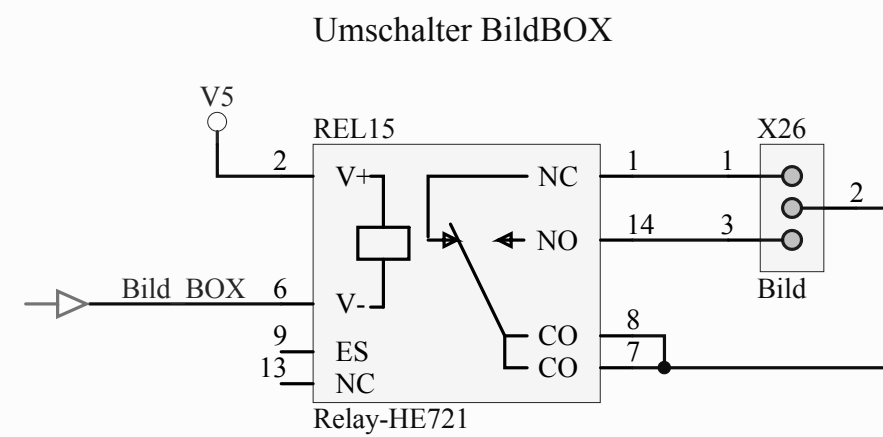 Umschalter BildBOX
V5
REL15
X26
2
V+
NC
1
1
2
NO
14
3
Bild BOX
6
V-
Bild
9
ES
CO
8
13
NC
CO
7
Relay-HE721